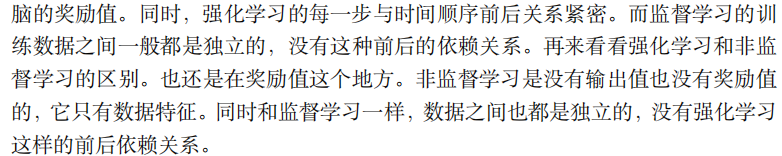 脑的奖励值。同时，强化学习的每一步与时间顺序前后关系紧密。而监督学习的训
练数据之间一般都是独立的，没有这种前后的依赖关系。再来看看强化学习和非监
督学习的区别。也还是在奖励值这个地方。非监督学习是没有输出值也没有奖励值
的，它只有数据特征。同时和监督学习一样，数据之间也都是独立的，没有强化学习
这样的前后依赖关系。